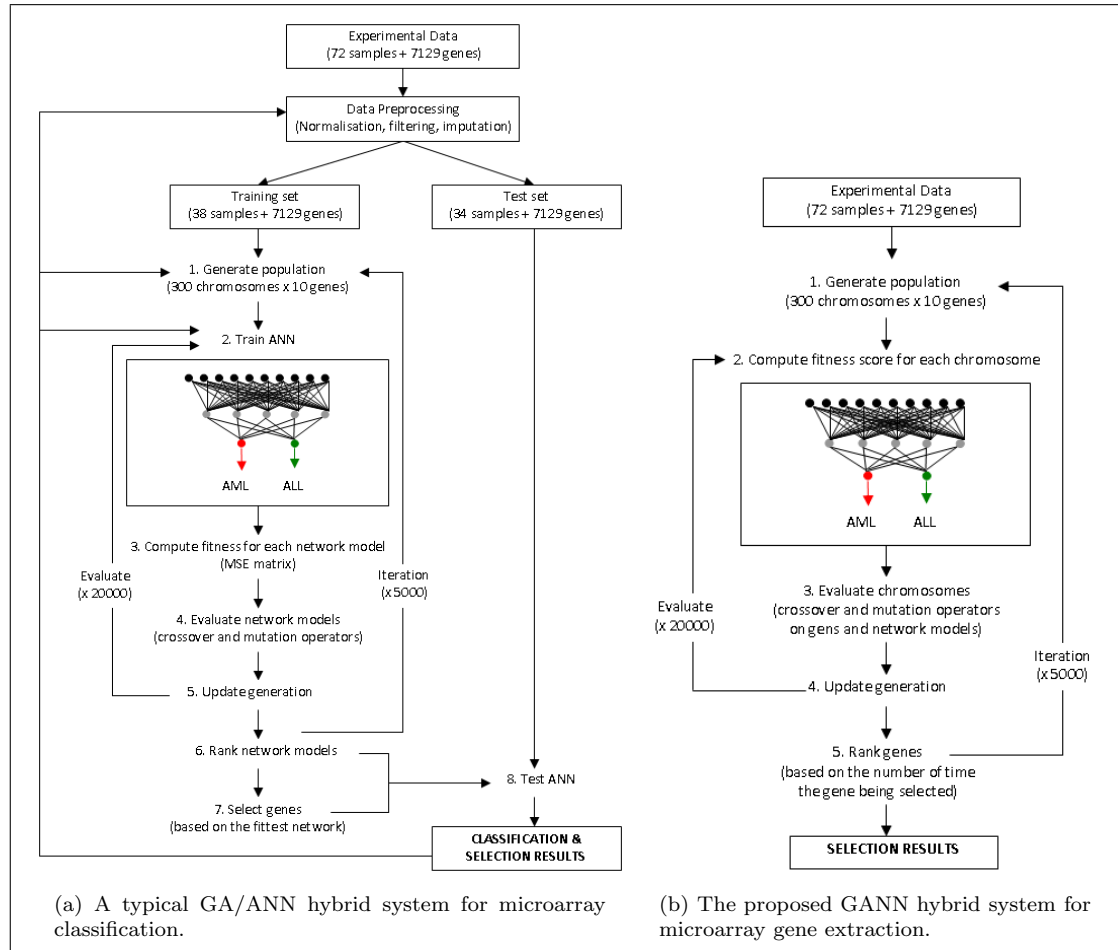 Experimental Data
(72 samples + 7129 genes)
Data Preprocessing
(Normalisation, filtering, imputation)
Training set
(38 samples + 7129 genes)
Test set
(34 samples + 7129 genes)
1. Generate population
(300 chromosomes x 10 genes)
2. Train ANN
AML
ALL
3. Compute fitness for each network model
(MSE matrix)
Evaluate
(x 20000)
Iteration
(x 5000)
4. Evaluate network models
(crossover and mutation operators)
5. Update generation
6. Rank network models
7. Select genes
(based on the fittest network)
8. Test ANN
CLASSIFICATION &
SELECTION RESULTS
(a) A typical GA/ANN hybrid system for microarray
classification.
Experimental Data
(72 samples + 7129 genes)
1. Generate population
(300 chromosomes x 10 genes)
2. Compute fitness score for each chromosome
AML
ALL
3. Evaluate chromosomes
(crossover and mutation operators
on gens and network models)
Evaluate
(x 20000)
Iteration
(x 5000)
4. Update generation
5. Rank genes
(based on the number of time
the gene being selected)
SELECTION RESULTS
(b) The proposed GANN hybrid system for
microarray gene extraction.